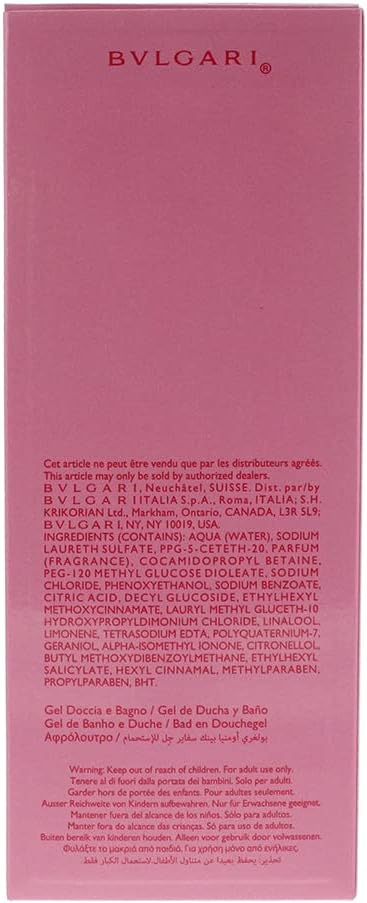 BVLGARI®
Cet article ne peut être vendu que par les distributeurs agréés.
This article may only be sold by authorized dealers.
BVLGARI, Neuchâtel, SUISSE. Dist. par/by
BVLGARI ITALIA S.p.A., Roma, ITALIA; S.H.
KRIKORIAN Ltd., Markham, Ontario, CANADA, L3R 5L9;
BVLGARI, NY, NY 10019, USA.
INGREDIENTS (CONTAINS): AQUA (WATER), SODIUM
LAURETH SULFATE, PPG-5-CETETH-20, PARFUM
(FRAGRANCE), COCAMIDOPROPYL BETAINE,
PEG-120 METHYL GLUCOSE DIOLEATE, SODIUM
CHLORIDE, PHENOXYETHANOL, SODIUM BENZOATE,
CITRIC ACID, DECYL GLUCOSIDE, ETHYLHEXYL
METHOXYCINNAMATE, LAURYL METHYL GLUCETH-10
HYDROXYPROPYLDIMONIUM CHLORIDE, LINALOOL,
LIMONENE, TETRASODIUM EDTA, POLYQUATERNIUM-7,
GERANIOL, ALPHA-ISOMETHYL IONONE, CITRONELLOL,
BUTYL METHOXYDIBENZOYLMETHANE, ETHYLHEXYL
SALICYLATE, HEXYL CINNAMAL, METHYLPARABEN,
PROPYLPARABEN, BHT.
Gel Doccia e Bagno / Gel de Ducha y Baño
Gel de Banho e Duche / Bad en Douchegel
Αφρόλουτρο / بولغري أومنيا بينك سفاير جل للإستحمام
Warning: Keep out of reach of children. For adult use only.
Tenere al di fuori dalla portata dei bambini. Solo per adulti.
Garder hors de portée des enfants. Pour adultes seulement.
Ausser Reichweite von Kindern aufbewahren. Nur für Erwachsene geeignet.
Mantener fuera del alcance de los niños. Sólo para adultos.
Manter fora do alcance das crianças. Só para uso de adultos.
Buiten bereik van kinderen houden. Alleen voor gebruik door volwassenen.
Φυλάξτε το μακριά από παιδιά. Για χρήση μόνο από ενήλικες.
تحذير: يحفظ بعيدا عن متناول الأطفال. لاستعمال الكبار فقط